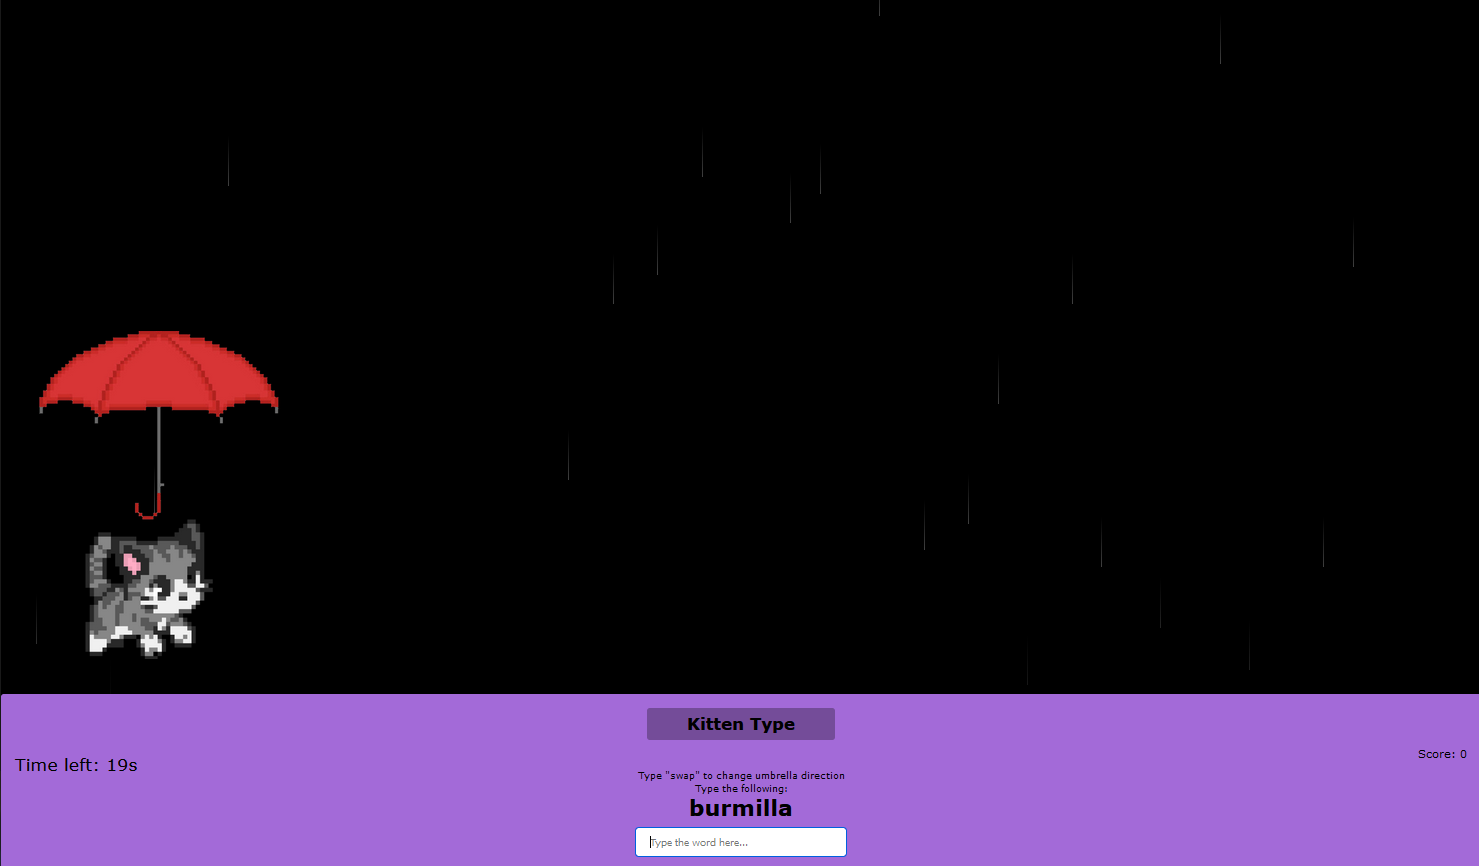 Kitten Type
Score: 0
Time left: 19s
Type "swap" to change umbrella direction
Type the following:
burmilla
Type the word here...